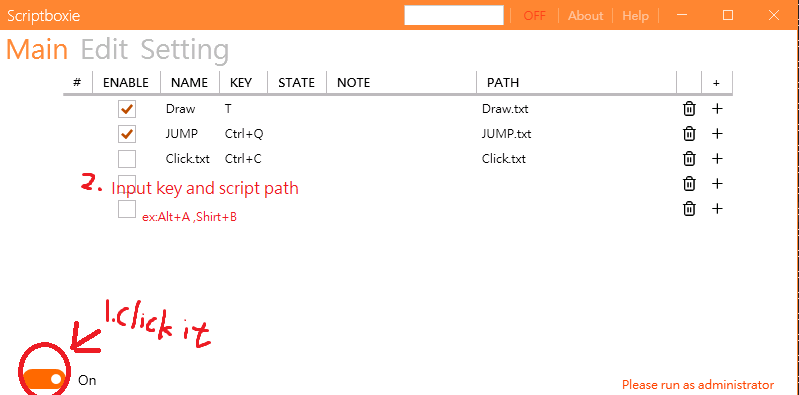 Scriptboxie OFF About Help
Main Edit Setting
# ENABLE NAME KEY STATE NOTE PATH +
Draw T Draw.txt +
JUMP Ctrl+Q JUMP.txt +
Click.txt Ctrl+C Click.txt +
2. Input key and script path +
ex:Alt+A ,Shirt+B +
1.Click it
On
Please run as administrator